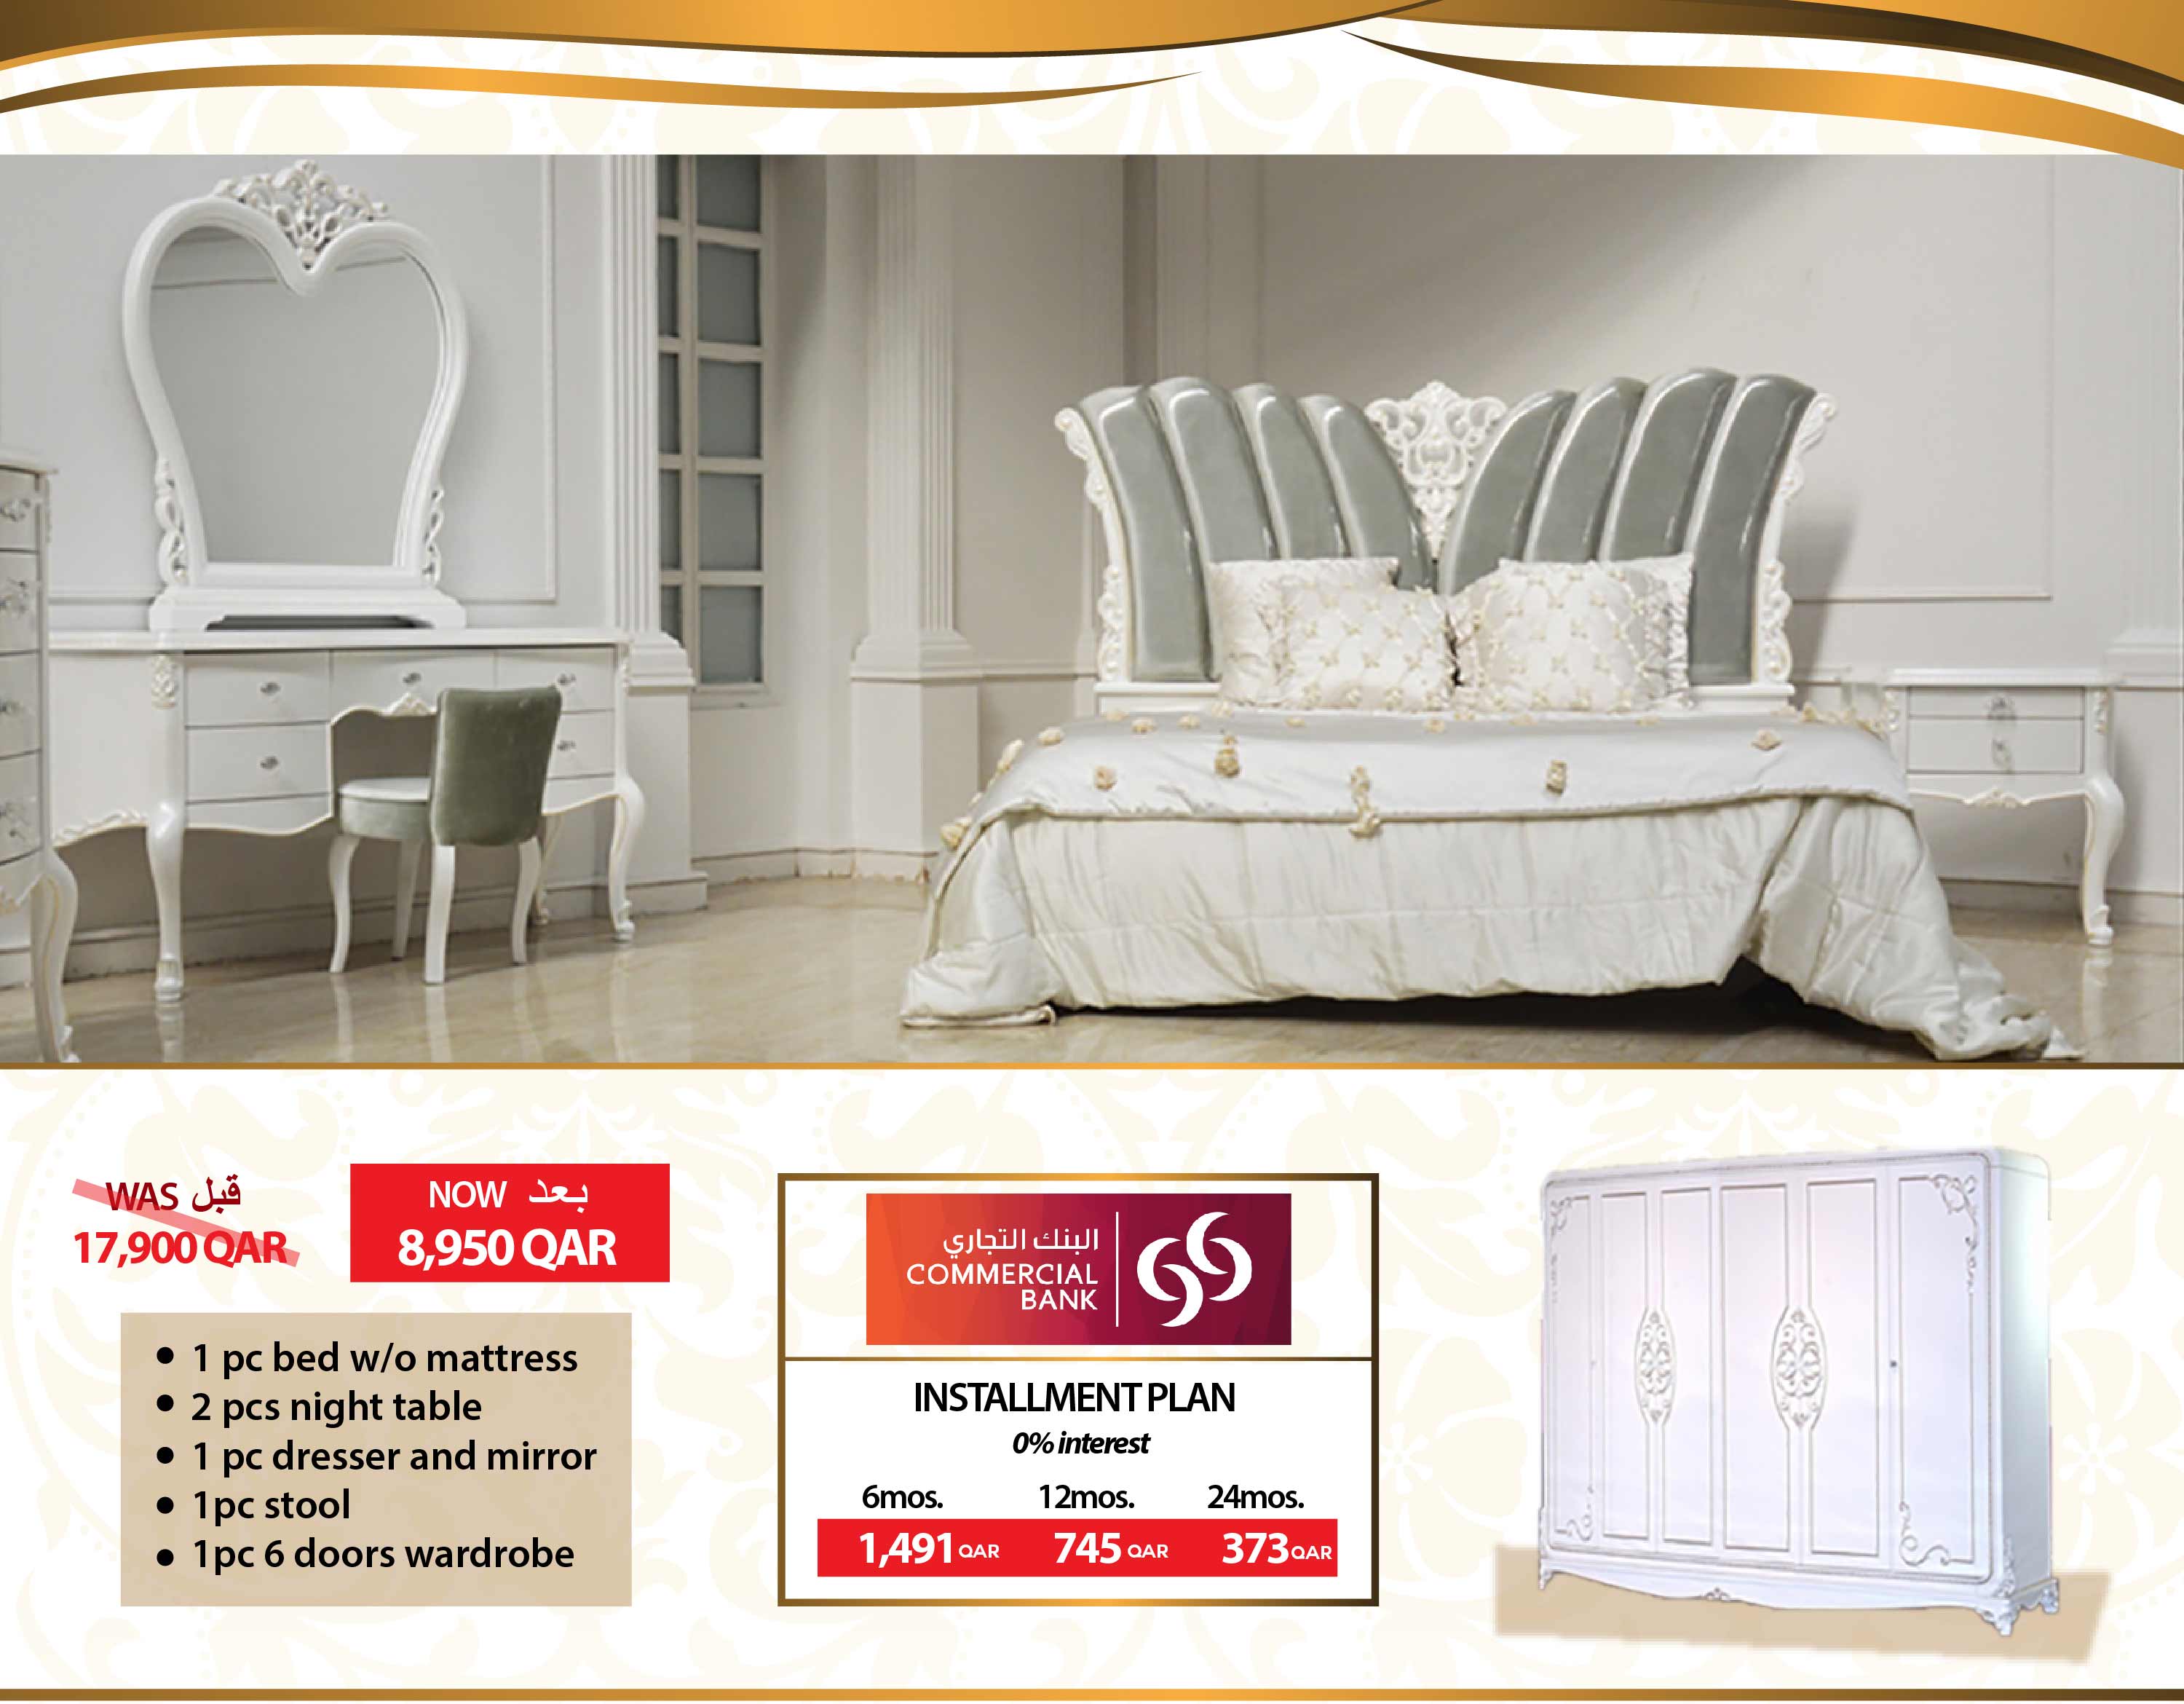 WAS قبل
17,900 QAR
NOW بعد
8,950 QAR
• 1 pc bed w/o mattress
• 2 pcs night table
• 1 pc dresser and mirror
• 1pc stool
• 1pc 6 doors wardrobe
البنك التجاري
COMMERCIAL
BANK
INSTALLMENT PLAN
0% interest
6mos. 12mos. 24mos.
1,491 QAR 745 QAR 373 QAR